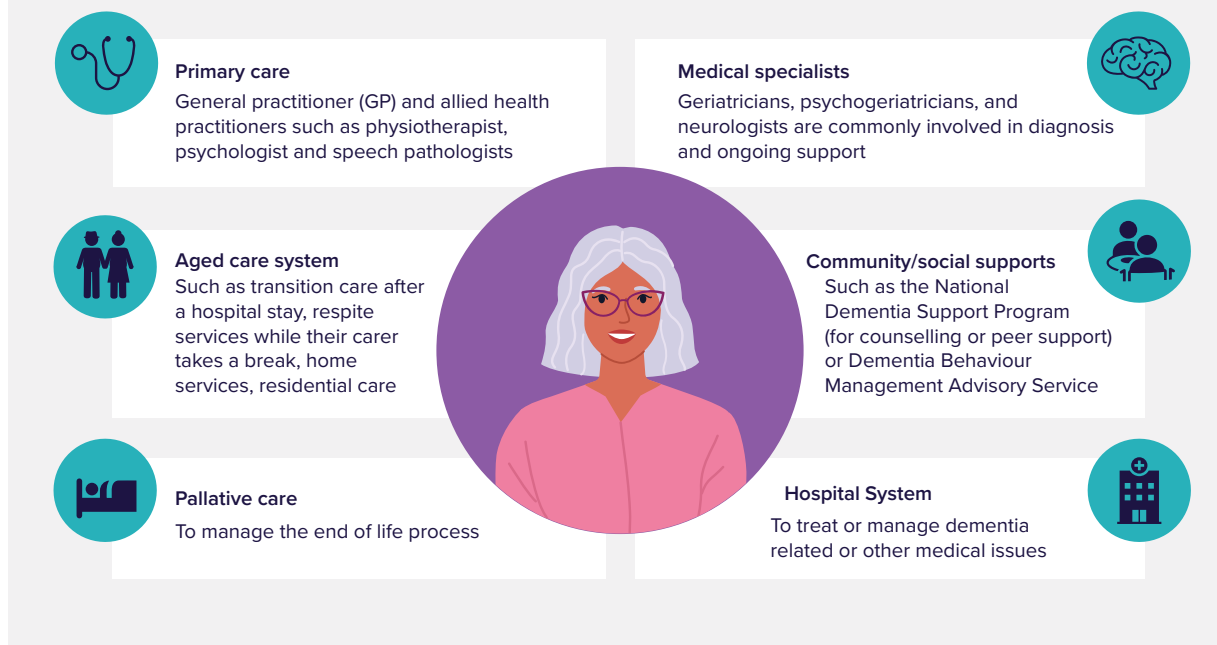 Primary care
General practitioner (GP) and allied health
practitioners such as physiotherapist,
psychologist and speech pathologists
Medical specialists
Geriatricians, psychogeriatricians, and
neurologists are commonly involved in diagnosis
and ongoing support
Aged care system
Such as transition care after
a hospital stay, respite
services while their carer
takes a break, home
services, residential care
Community/social supports
Such as the National
Dementia Support Program
(for counselling or peer support)
or Dementia Behaviour
Management Advisory Service
Pallative care
To manage the end of life process
Hospital System
To treat or manage dementia
related or other medical issues